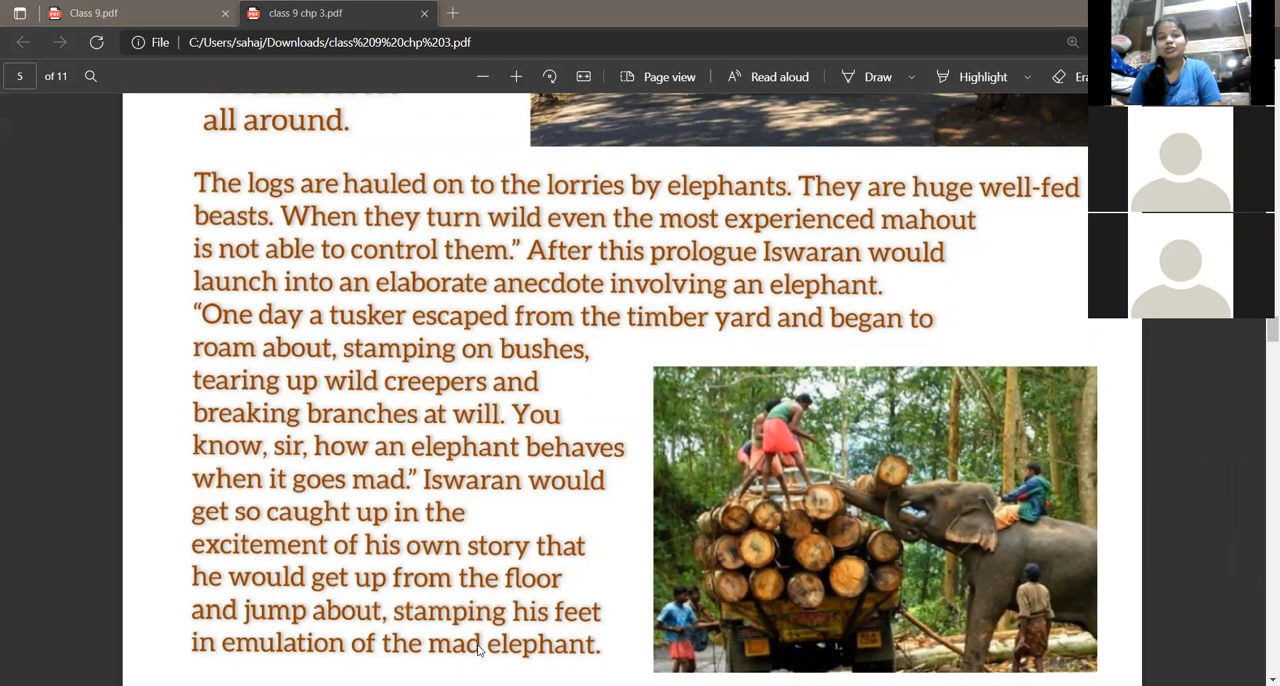 Class 9.pdf
class 9 chp 3.pdf
File
C:/Users/sahaj/Downloads/class%209%20chp%203.pdf
5 of 11
Page view
Read aloud
Draw
Highlight
all around.
The logs are hauled on to the lorries by elephants. They are huge well-fed
beasts. When they turn wild even the most experienced mahout
is not able to control them.” After this prologue Iswaran would
launch into an elaborate anecdote involving an elephant.
“One day a tusker escaped from the timber yard and began to
roam about, stamping on bushes,
tearing up wild creepers and
breaking branches at will. You
know, sir, how an elephant behaves
when it goes mad.” Iswaran would
get so caught up in the
excitement of his own story that
he would get up from the floor
and jump about, stamping his feet
in emulation of the mad elephant.